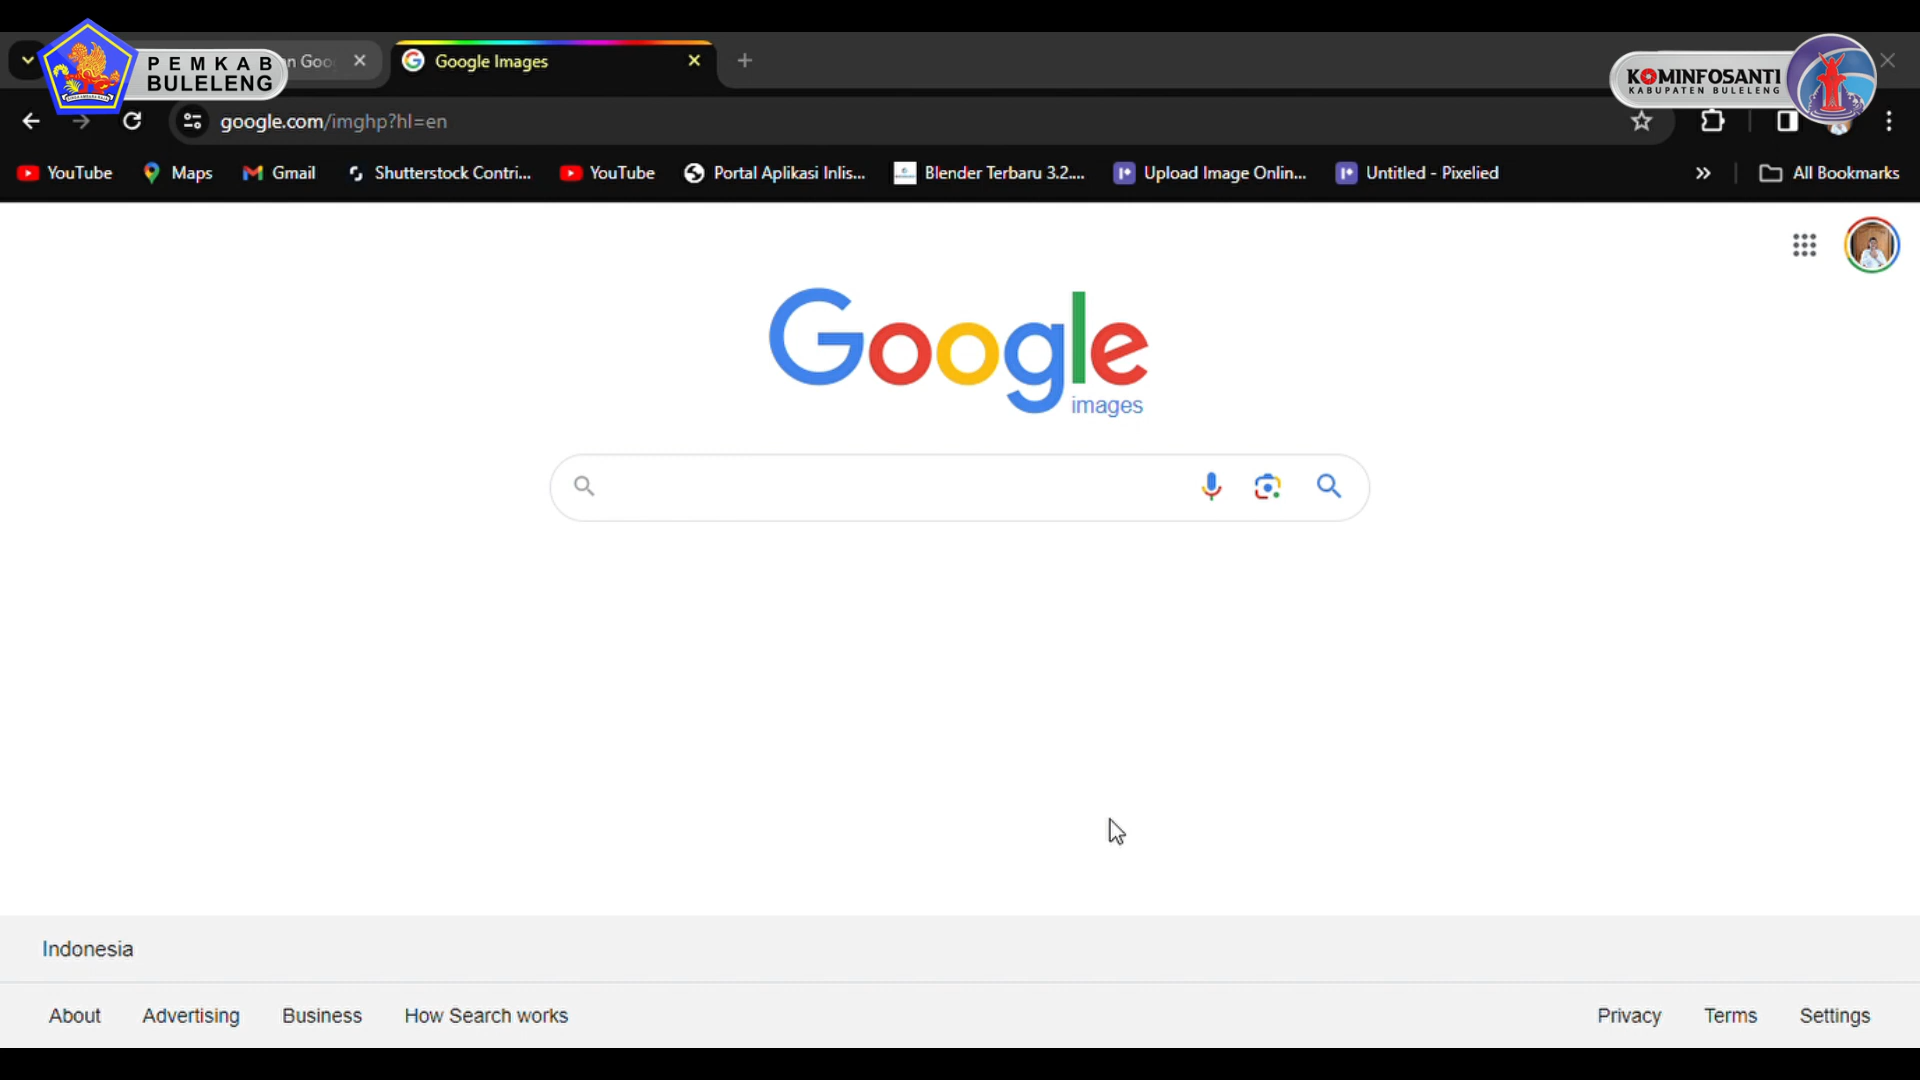 PEMKAB
BULELENG
Goo
Google Images
KOMINFOSANTI
KABUPATEN BULELENG
google.com/imghp?hl=en
YouTube
Maps
Gmail
Shutterstock Contri...
YouTube
Portal Aplikasi Inlis...
Blender Terbaru 3.2....
Upload Image Onlin...
Untitled - Pixelied
All Bookmarks
Google
images
Indonesia
About
Advertising
Business
How Search works
Privacy
Terms
Settings